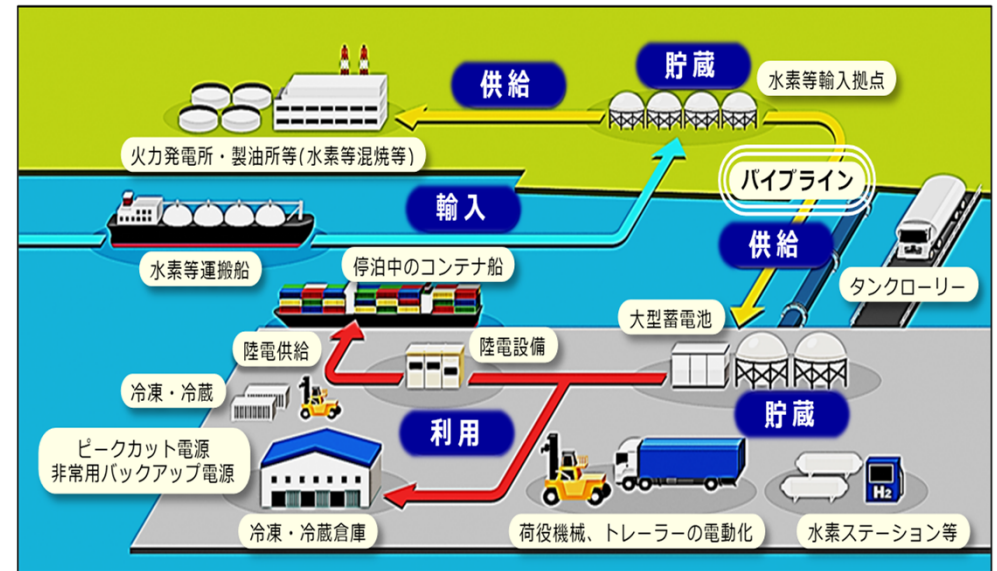 貯蔵
供給
水素等輸入拠点
火力発電所・製油所等(水素等混焼等)
パイプライン
輸入
供給
水素等運搬船
停泊中のコンテナ船
タンクローリー
大型蓄電池
陸電供給
陸電設備
冷凍・冷蔵
利用
貯蔵
ピークカット電源
非常用バックアップ電源
H2
冷凍・冷蔵倉庫
荷役機械、トレーラーの電動化
水素ステーション等